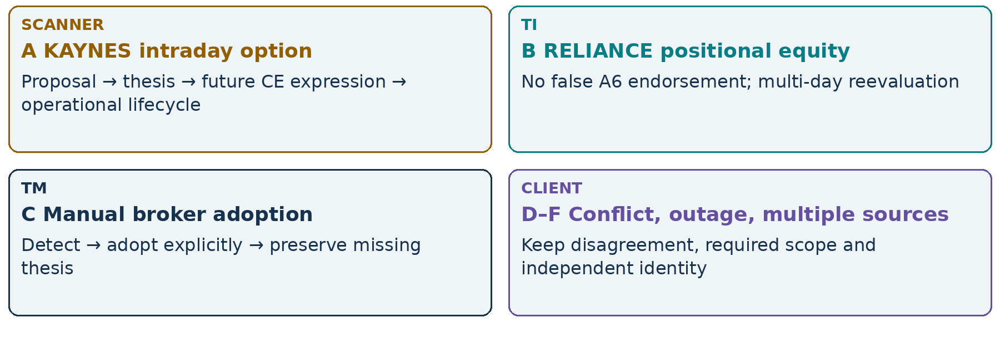 SCANNER
A KAYNES intraday option
Proposal → thesis → future CE expression →
operational lifecycle
TI
B RELIANCE positional equity
No false A6 endorsement; multi-day reevaluation
TM
C Manual broker adoption
Detect → adopt explicitly → preserve missing
thesis
CLIENT
D–F Conflict, outage, multiple sources
Keep disagreement, required scope and
independent identity